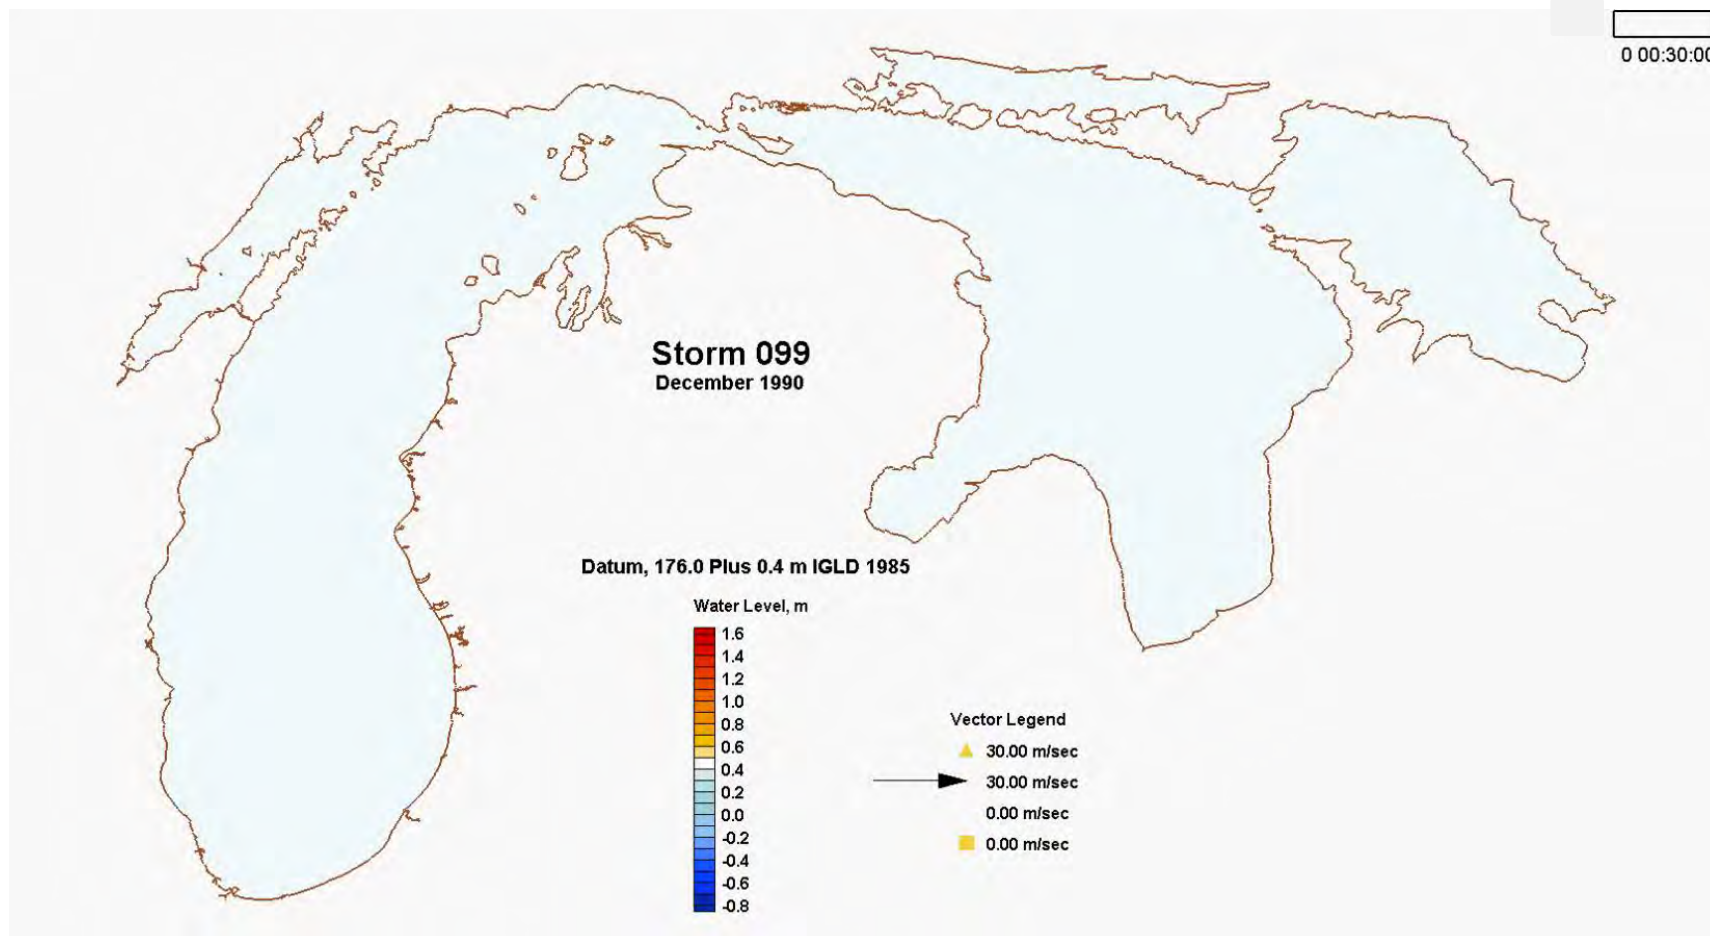 0 00:30:00
Storm 099
December 1990
Datum, 176.0 Plus 0.4 m IGLD 1985
Water Level, m
1.6
1.4
1.2
1.0
0.8
0.6
0.4
0.2
0.0
-0.2
-0.4
-0.6
-0.8
Vector Legend
30.00 m/sec
30.00 m/sec
0.00 m/sec
0.00 m/sec